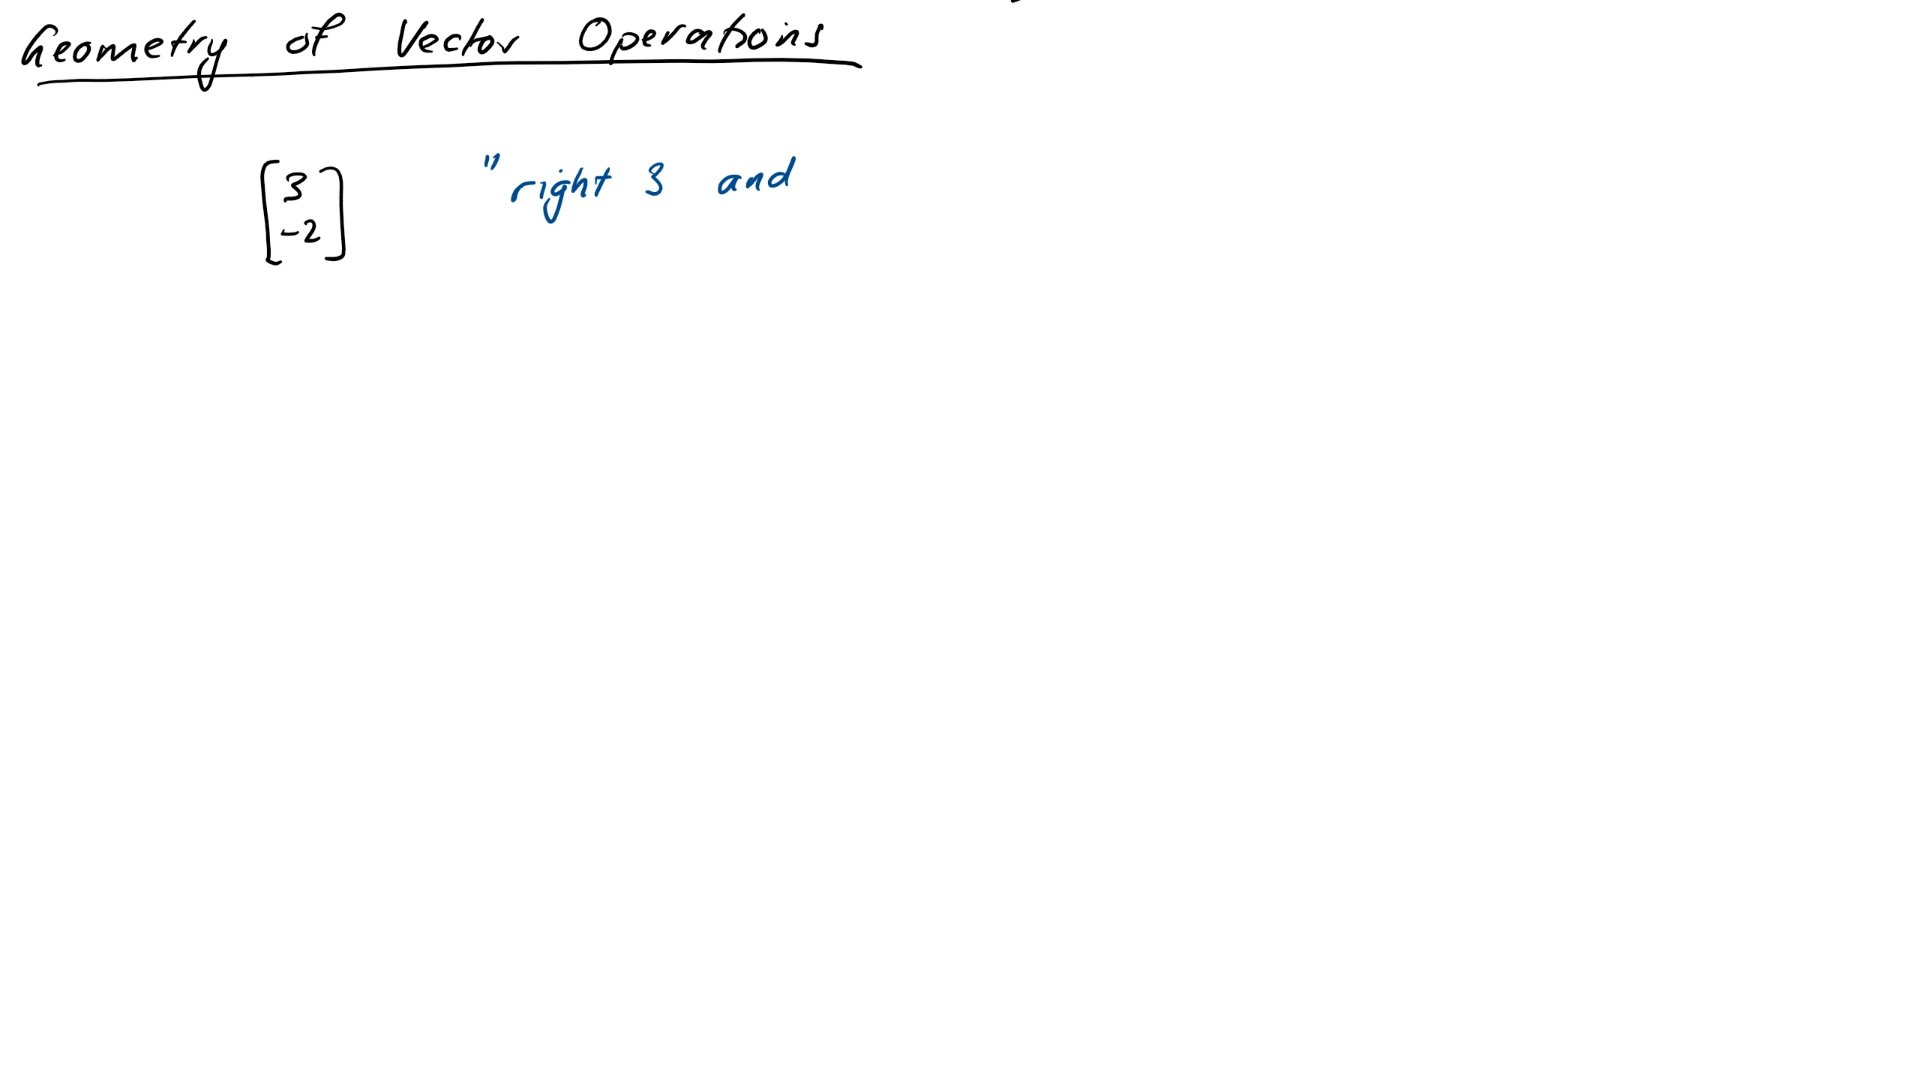 Geometry of Vector Operations
[3 -2] "right 3 and